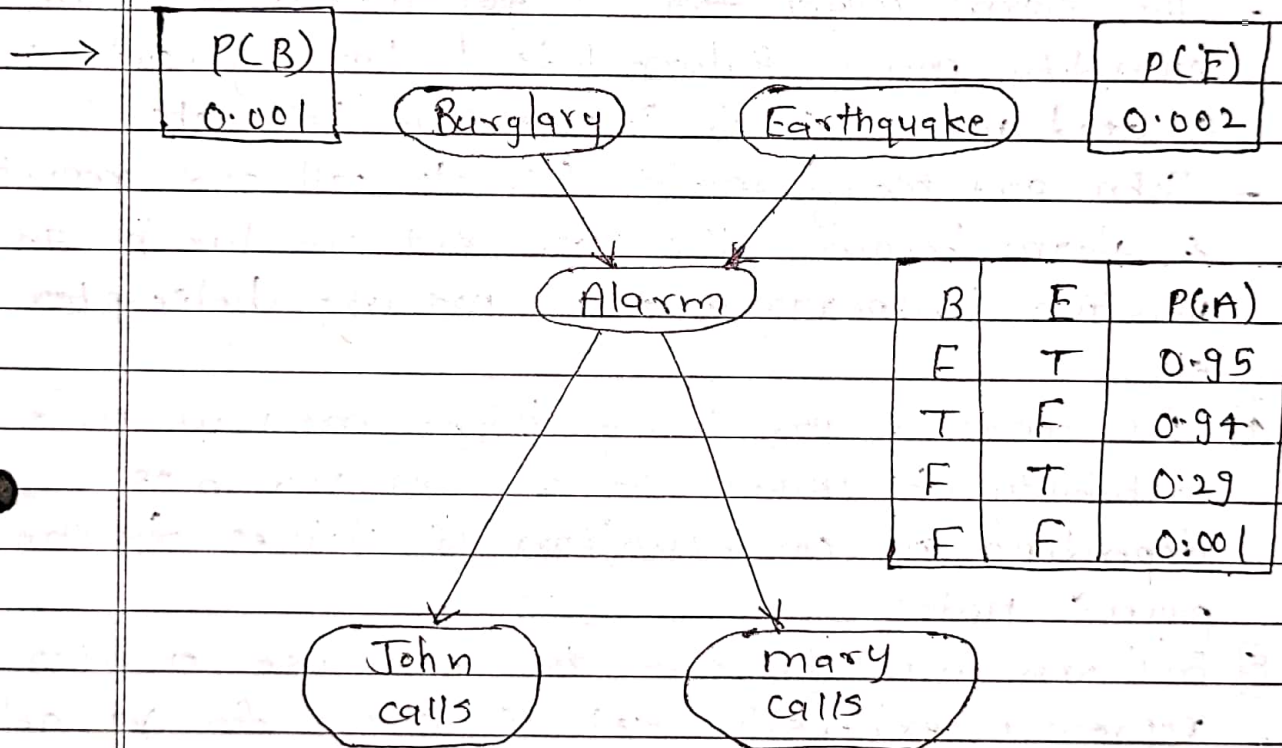 → P(B) P(E)
0.001 Burglary Earthquake. 0.002
Alarm
B E P(A)
E T 0.95
T F 0.94
F T 0.29
F F 0.001
John mary
calls calls